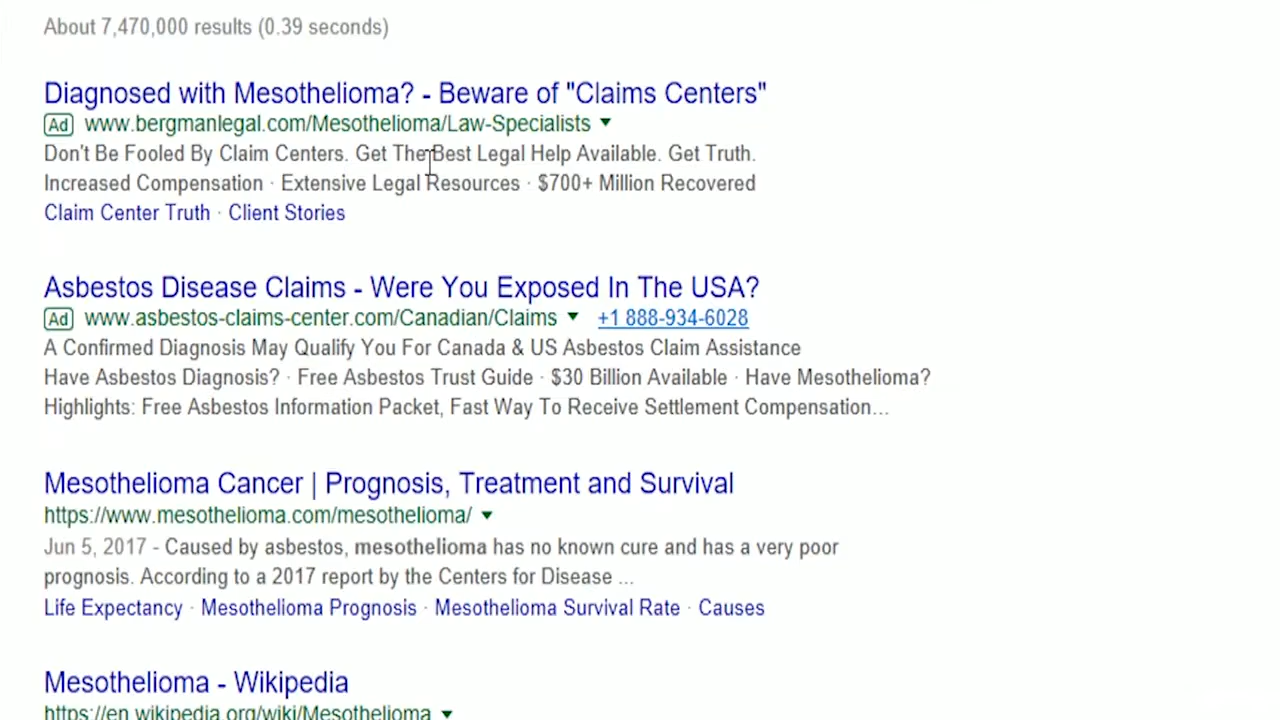 About 7,470,000 results (0.39 seconds)
Diagnosed with Mesothelioma? - Beware of "Claims Centers"
Ad www.bergmanlegal.com/Mesothelioma/Law-Specialists ▼
Don't Be Fooled By Claim Centers. Get The Best Legal Help Available. Get Truth.
Increased Compensation · Extensive Legal Resources · $700+ Million Recovered
Claim Center Truth · Client Stories
Asbestos Disease Claims - Were You Exposed In The USA?
Ad www.asbestos-claims-center.com/Canadian/Claims ▼ +1 888-934-6028
A Confirmed Diagnosis May Qualify You For Canada & US Asbestos Claim Assistance
Have Asbestos Diagnosis? · Free Asbestos Trust Guide · $30 Billion Available · Have Mesothelioma?
Highlights: Free Asbestos Information Packet, Fast Way To Receive Settlement Compensation...
Mesothelioma Cancer | Prognosis, Treatment and Survival
https://www.mesothelioma.com/mesothelioma/ ▼
Jun 5, 2017 - Caused by asbestos, mesothelioma has no known cure and has a very poor
prognosis. According to a 2017 report by the Centers for Disease ...
Life Expectancy · Mesothelioma Prognosis · Mesothelioma Survival Rate · Causes
Mesothelioma - Wikipedia
https://en.wikipedia.org/wiki/Mesothelioma ▼